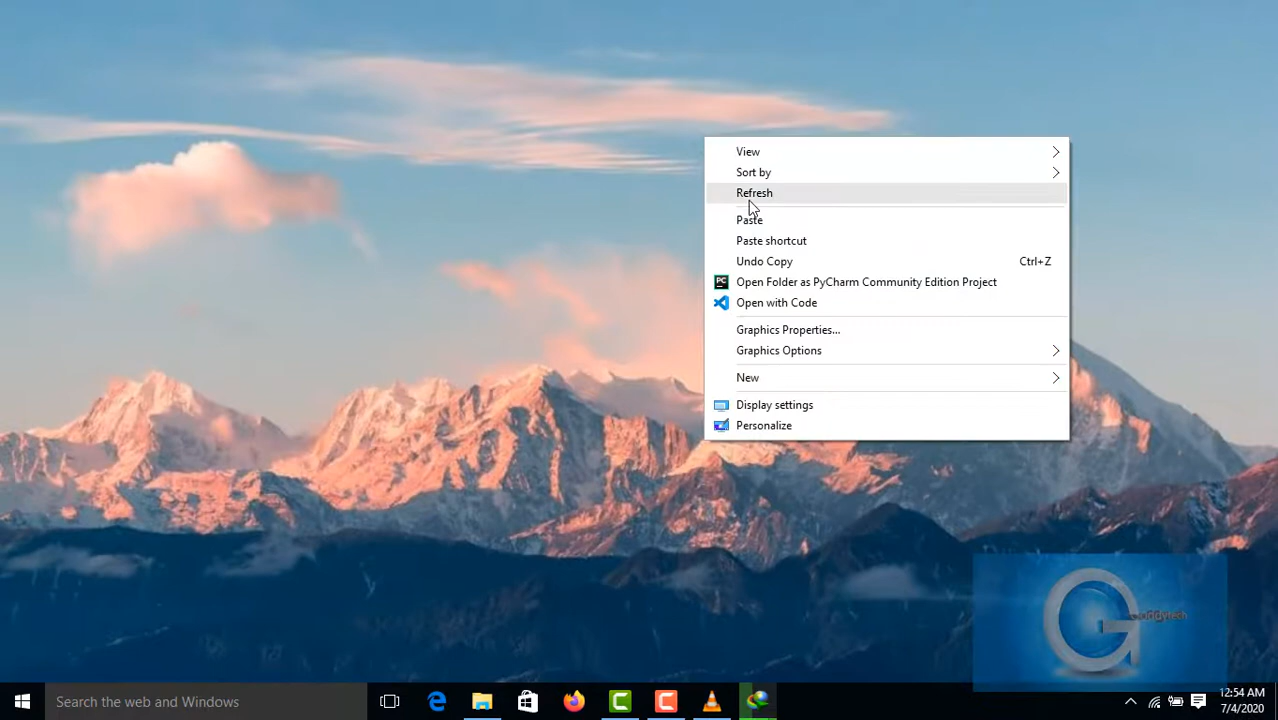 View
Sort by
Refresh
Paste
Paste shortcut
Undo Copy Ctrl+Z
Open Folder as PyCharm Community Edition Project
Open with Code
Graphics Properties...
Graphics Options
New
Display settings
Personalize
Search the web and Windows
12:54 AM
7/4/2020